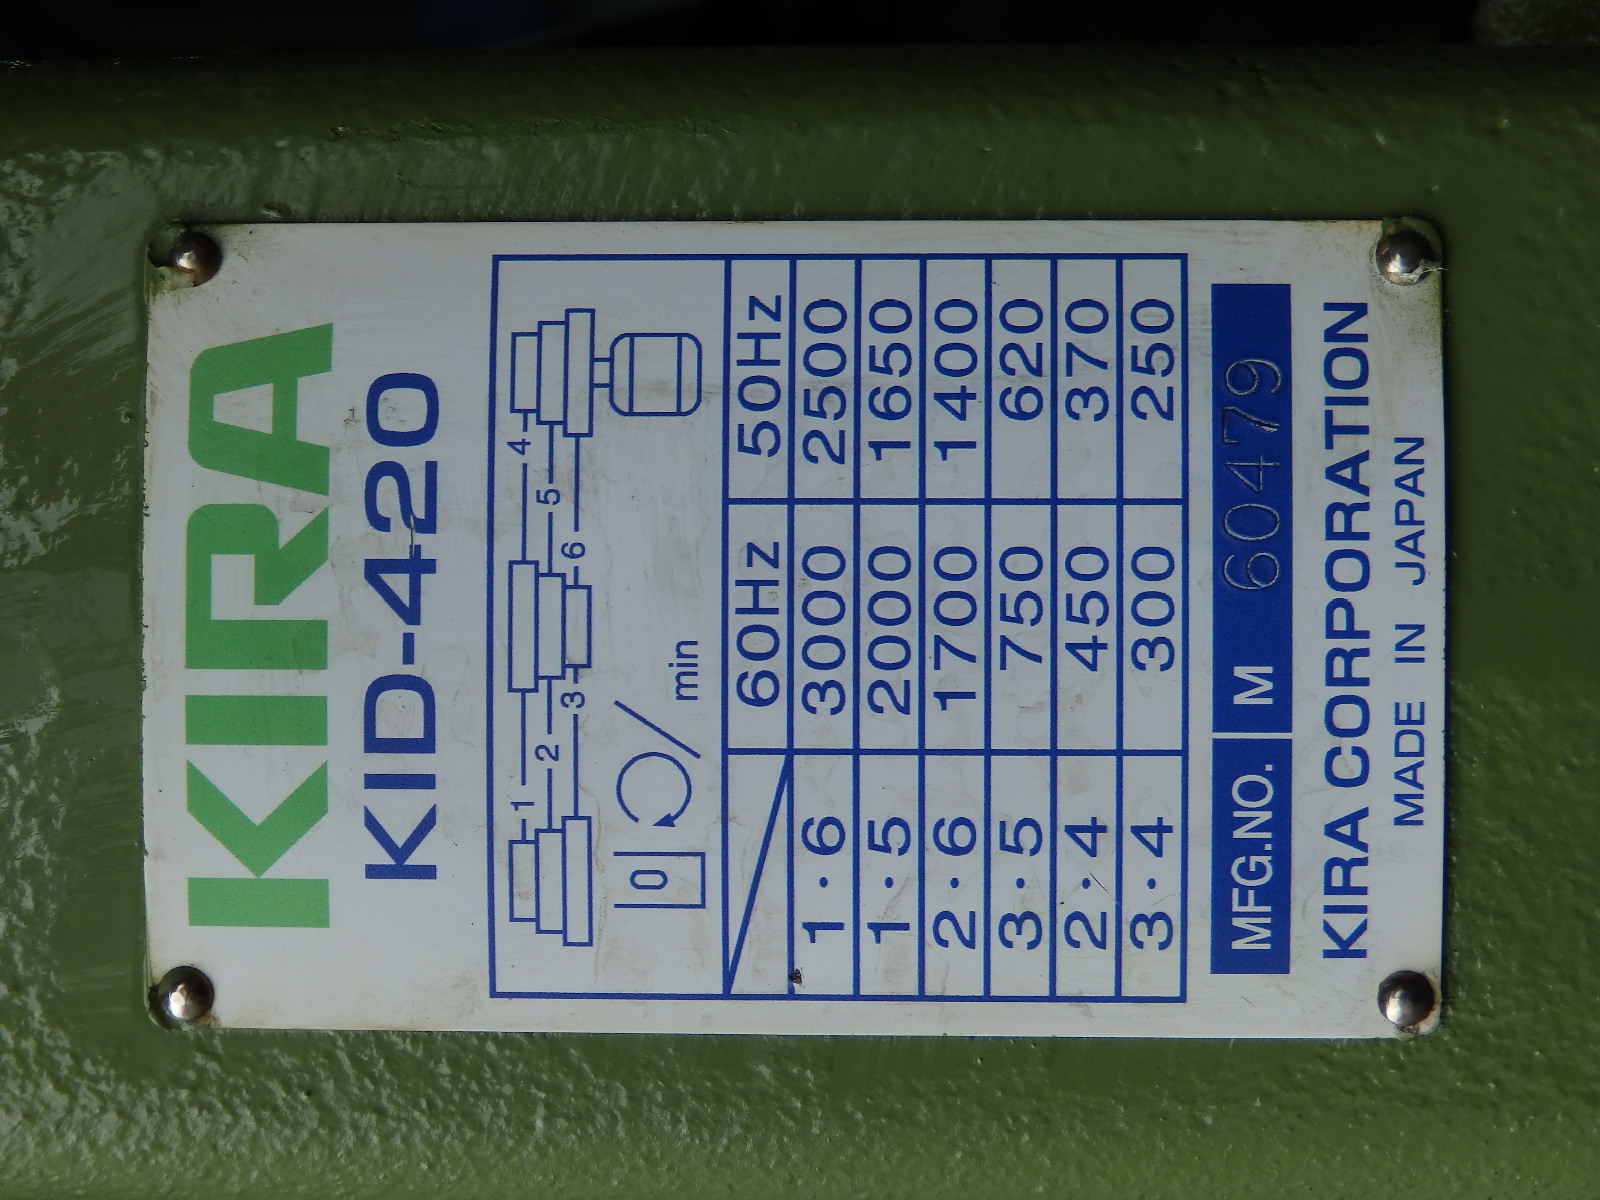 KIRA
KID-420
1 4
2 5
3 6
0 min
60Hz 50Hz
1·6 3000 2500
1·5 2000 1650
2·6 1700 1400
3·5 750 620
2·4 450 370
3·4 300 250
MFG.NO. M 60479
KIRA CORPORATION
MADE IN JAPAN